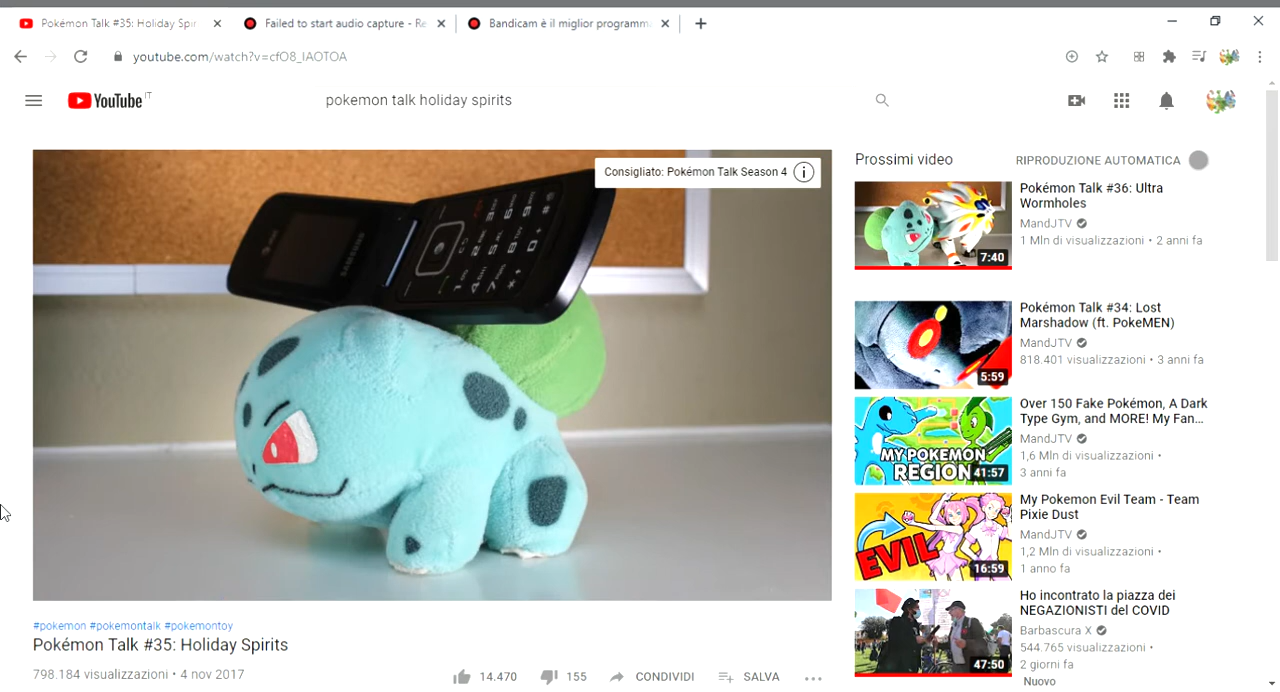 Pokémon Talk #35: Holiday Spir
Failed to start audio capture - Re
Bandicam è il miglior programma
youtube.com/watch?v=cfO8_IAOTOA
YouTube IT
pokemon talk holiday spirits
Consigliato: Pokémon Talk Season 4
SAMSUNG
#pokemon #pokemontalk #pokemontoy
Pokémon Talk #35: Holiday Spirits
798.184 visualizzazioni • 4 nov 2017
14.470
155
CONDIVIDI
SALVA
Prossimi video
RIPRODUZIONE AUTOMATICA
7:40
Pokémon Talk #36: Ultra
Wormholes
MandJTV
1 Mln di visualizzazioni • 2 anni fa
5:59
Pokémon Talk #34: Lost
Marshadow (ft. PokeMEN)
MandJTV
818.401 visualizzazioni • 3 anni fa
MY POKEMON
REGION
41:57
Over 150 Fake Pokémon, A Dark
Type Gym, and MORE! My Fan...
MandJTV
1,6 Mln di visualizzazioni •
3 anni fa
EVIL
16:59
My Pokemon Evil Team - Team
Pixie Dust
MandJTV
1,2 Mln di visualizzazioni •
1 anno fa
47:50
Ho incontrato la piazza dei
NEGAZIONISTI del COVID
Barbascura X
544.765 visualizzazioni •
2 giorni fa
Nuovo